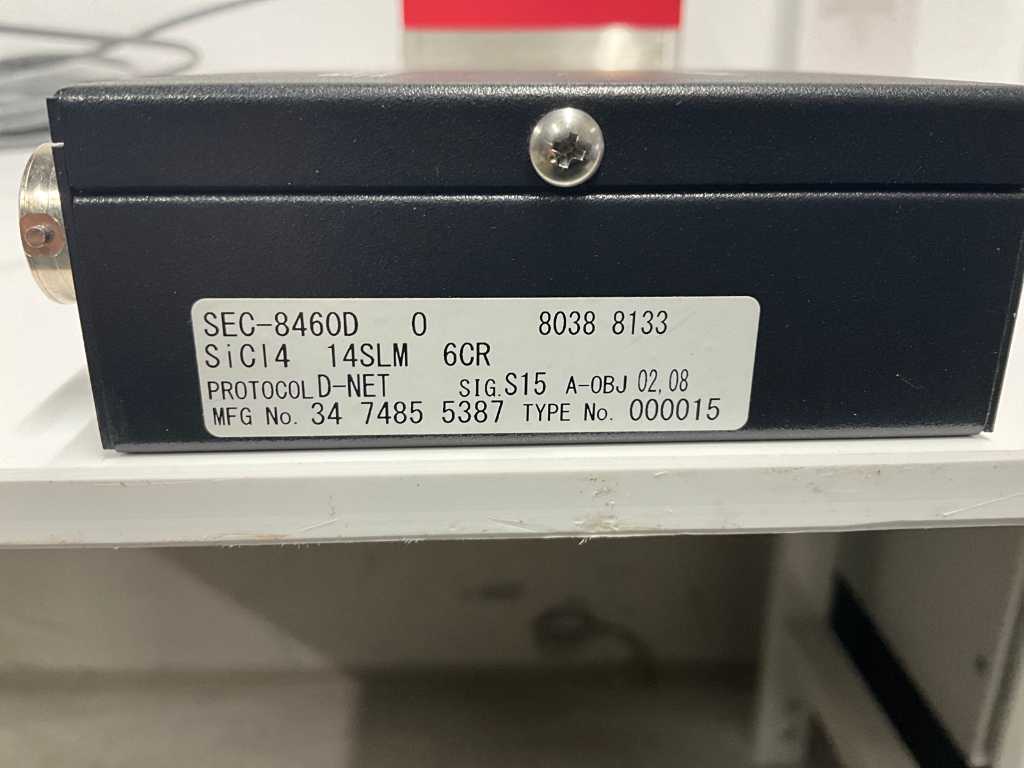 SEC-8460D 0 8038 8133
SiCl4 14SLM 6CR
PROTOCOL D-NET SIG. S15 A-OBJ 02,08
MFG No. 34 7485 5387 TYPE No. 000015